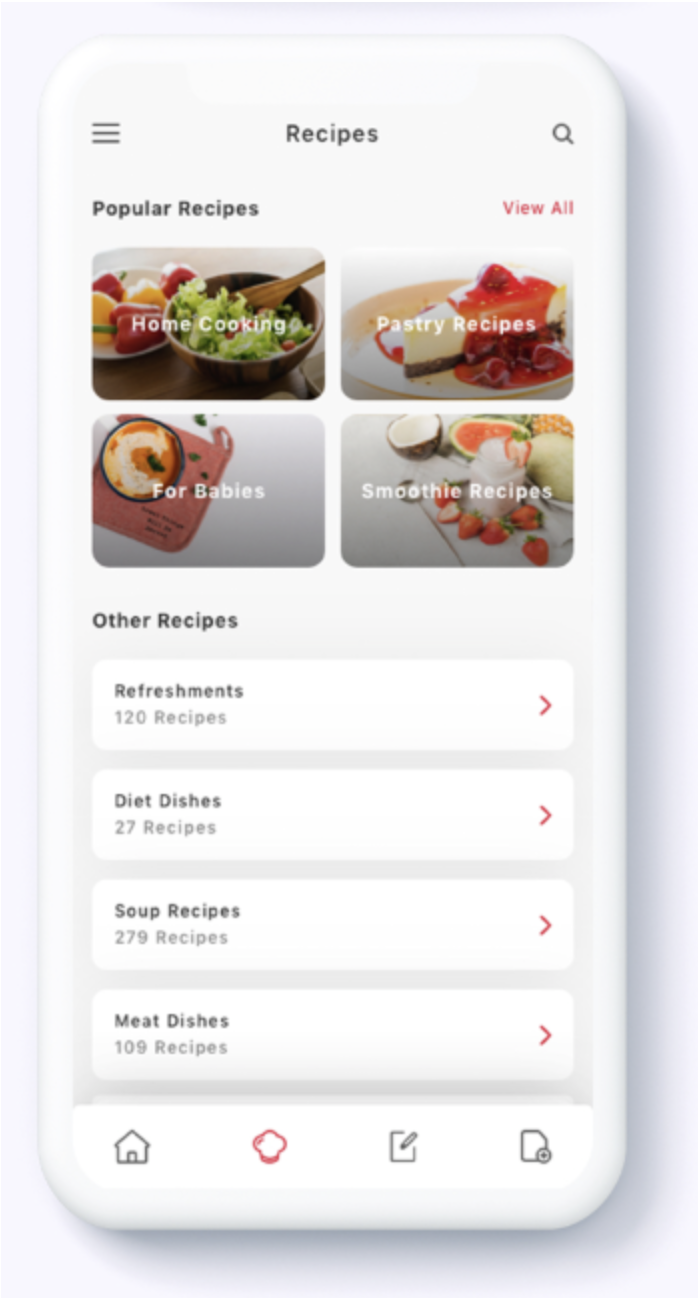 Recipes
Popular Recipes
View All
Home Cooking
Pastry Recipes
For Babies
Smoothie Recipes
Other Recipes
Refreshments
120 Recipes
Diet Dishes
27 Recipes
Soup Recipes
279 Recipes
Meat Dishes
109 Recipes